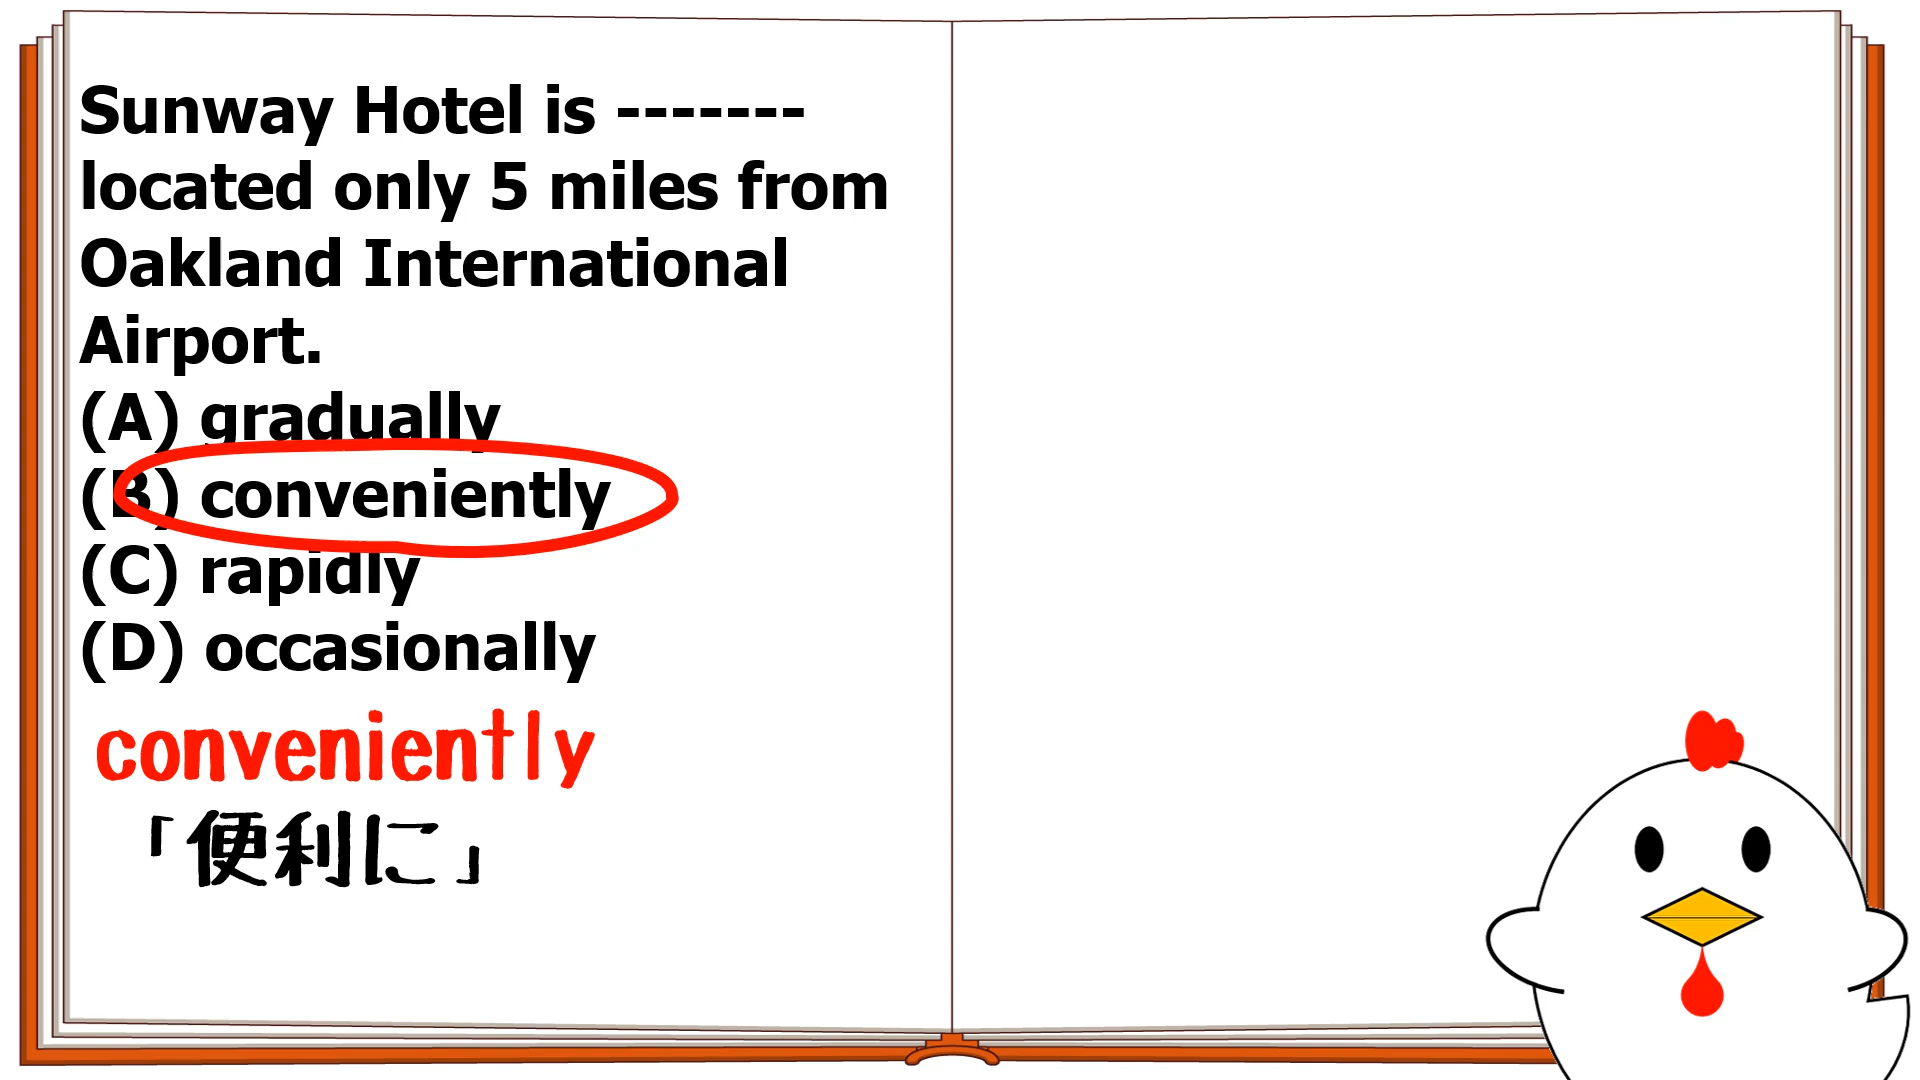 Sunway Hotel is -------
located only 5 miles from
Oakland International
Airport.
(A) gradually
(B) conveniently
(C) rapidly
(D) occasionally
conveniently
「便利に」